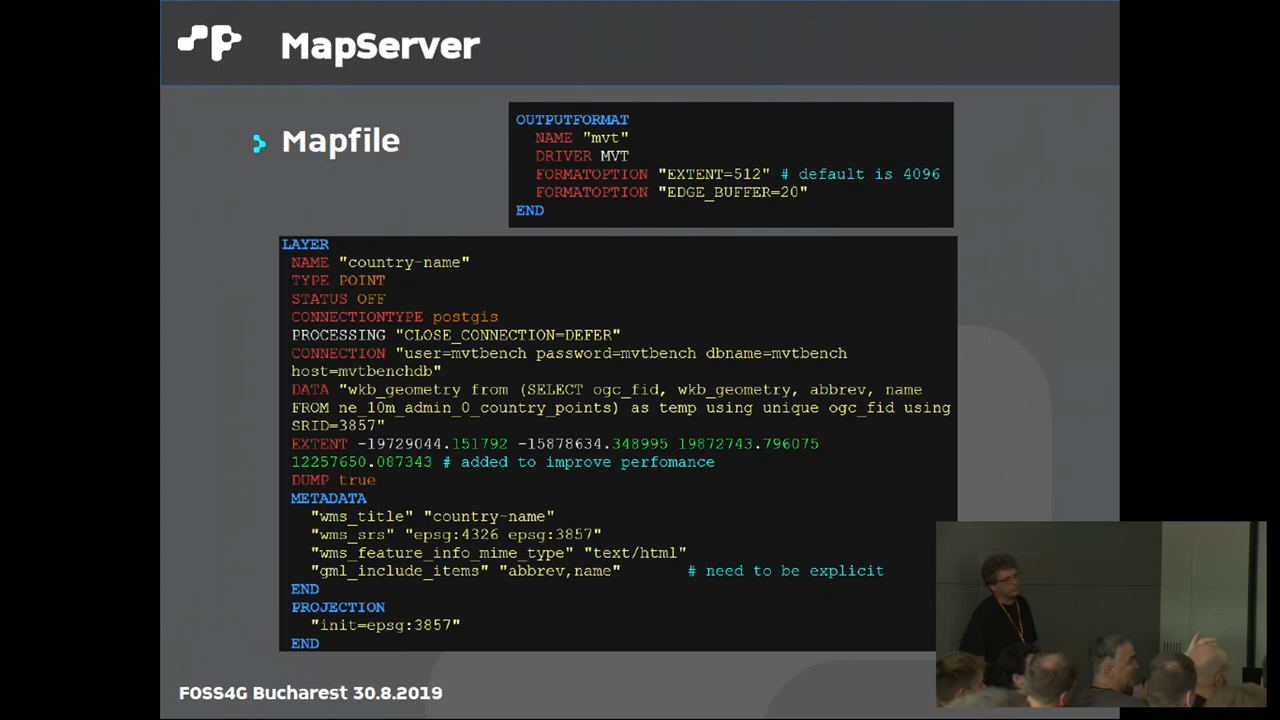 MapServer
Mapfile
OUTPUTFORMAT
NAME "mvt"
DRIVER MVT
FORMATOPTION "EXTENT=512" # default is 4096
FORMATOPTION "EDGE_BUFFER=20"
END
LAYER
NAME "country-name"
TYPE POINT
STATUS OFF
CONNECTIONTYPE postgis
PROCESSING "CLOSE_CONNECTION=DEFER"
CONNECTION "user=mvtbench password=mvtbench dbname=mvtbench
host=mvtbenchdb"
DATA "wkb_geometry from (SELECT ogc_fid, wkb_geometry, abbrev, name
FROM ne_10m_admin_0_country_points) as temp using unique ogc_fid using
SRID=3857"
EXTENT -19729044.151792 -15878634.348995 19872743.796075
12257650.087343 # added to improve perfomance
DUMP true
METADATA
"wms_title" "country-name"
"wms_srs" "epsg:4326 epsg:3857"
"wms_feature_info_mime_type" "text/html"
"gml_include_items" "abbrev,name" # need to be explicit
END
PROJECTION
"init=epsg:3857"
END
FOSS4G Bucharest 30.8.2019